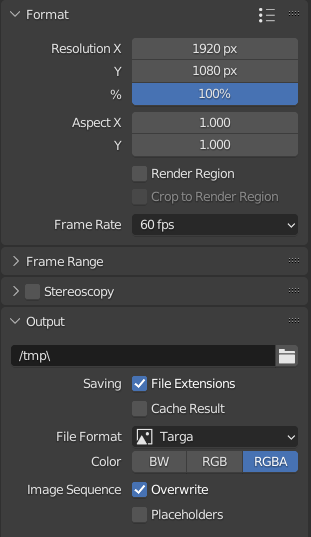 Format
Resolution X 1920 px
Y 1080 px
% 100%
Aspect X 1.000
Y 1.000
Render Region
Crop to Render Region
Frame Rate 60 fps
Frame Range
Stereoscopy
Output
/tmp\
Saving File Extensions
Cache Result
File Format Targa
Color BW RGB RGBA
Image Sequence Overwrite
Placeholders